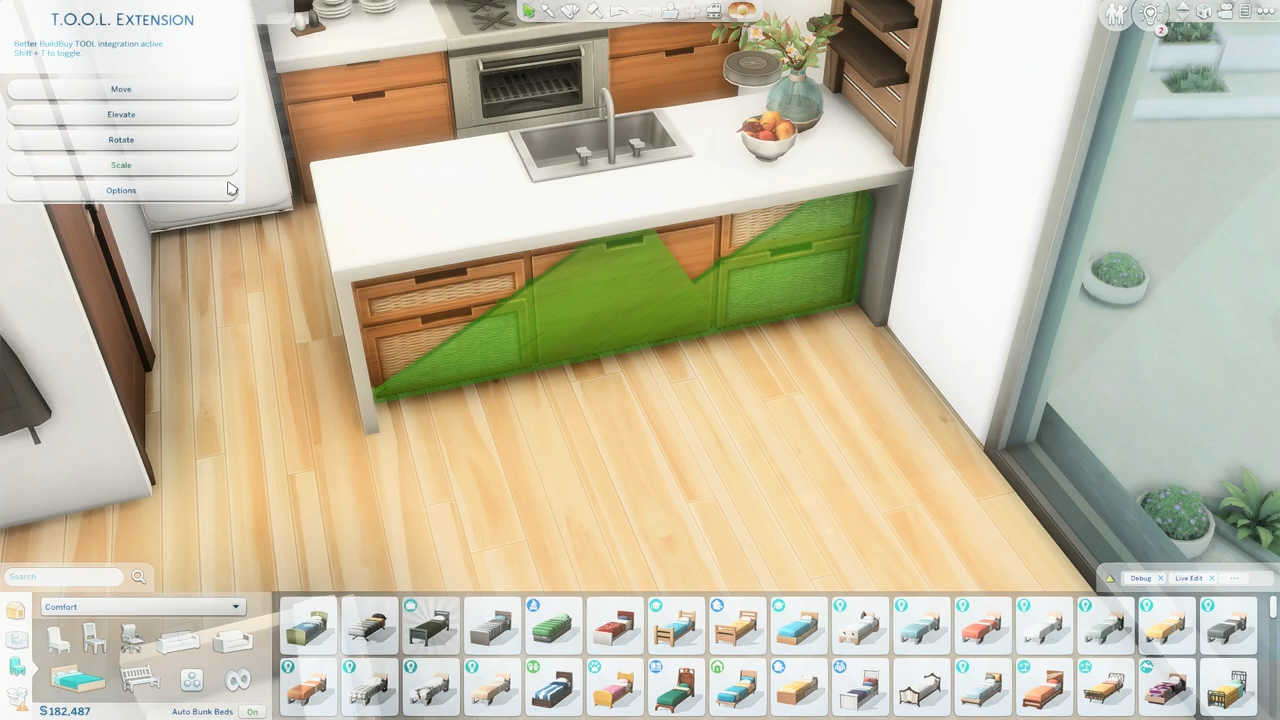 T.O.O.L. Extension
Better BuildBuy TOOL integration active.
Shift + T to toggle.
Move
Elevate
Rotate
Scale
Options
2
Search
Debug
Live Edit
Comfort
§182,487
Auto Bunk Beds
On